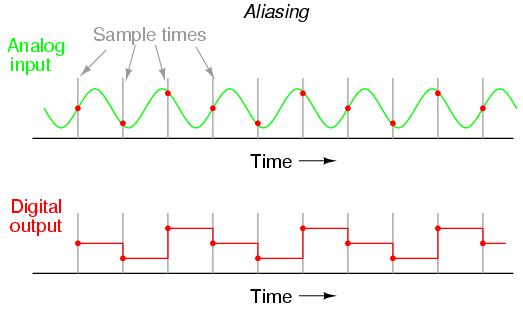 Aliasing
Sample times
Analog
input
Time
Digital
output
Time